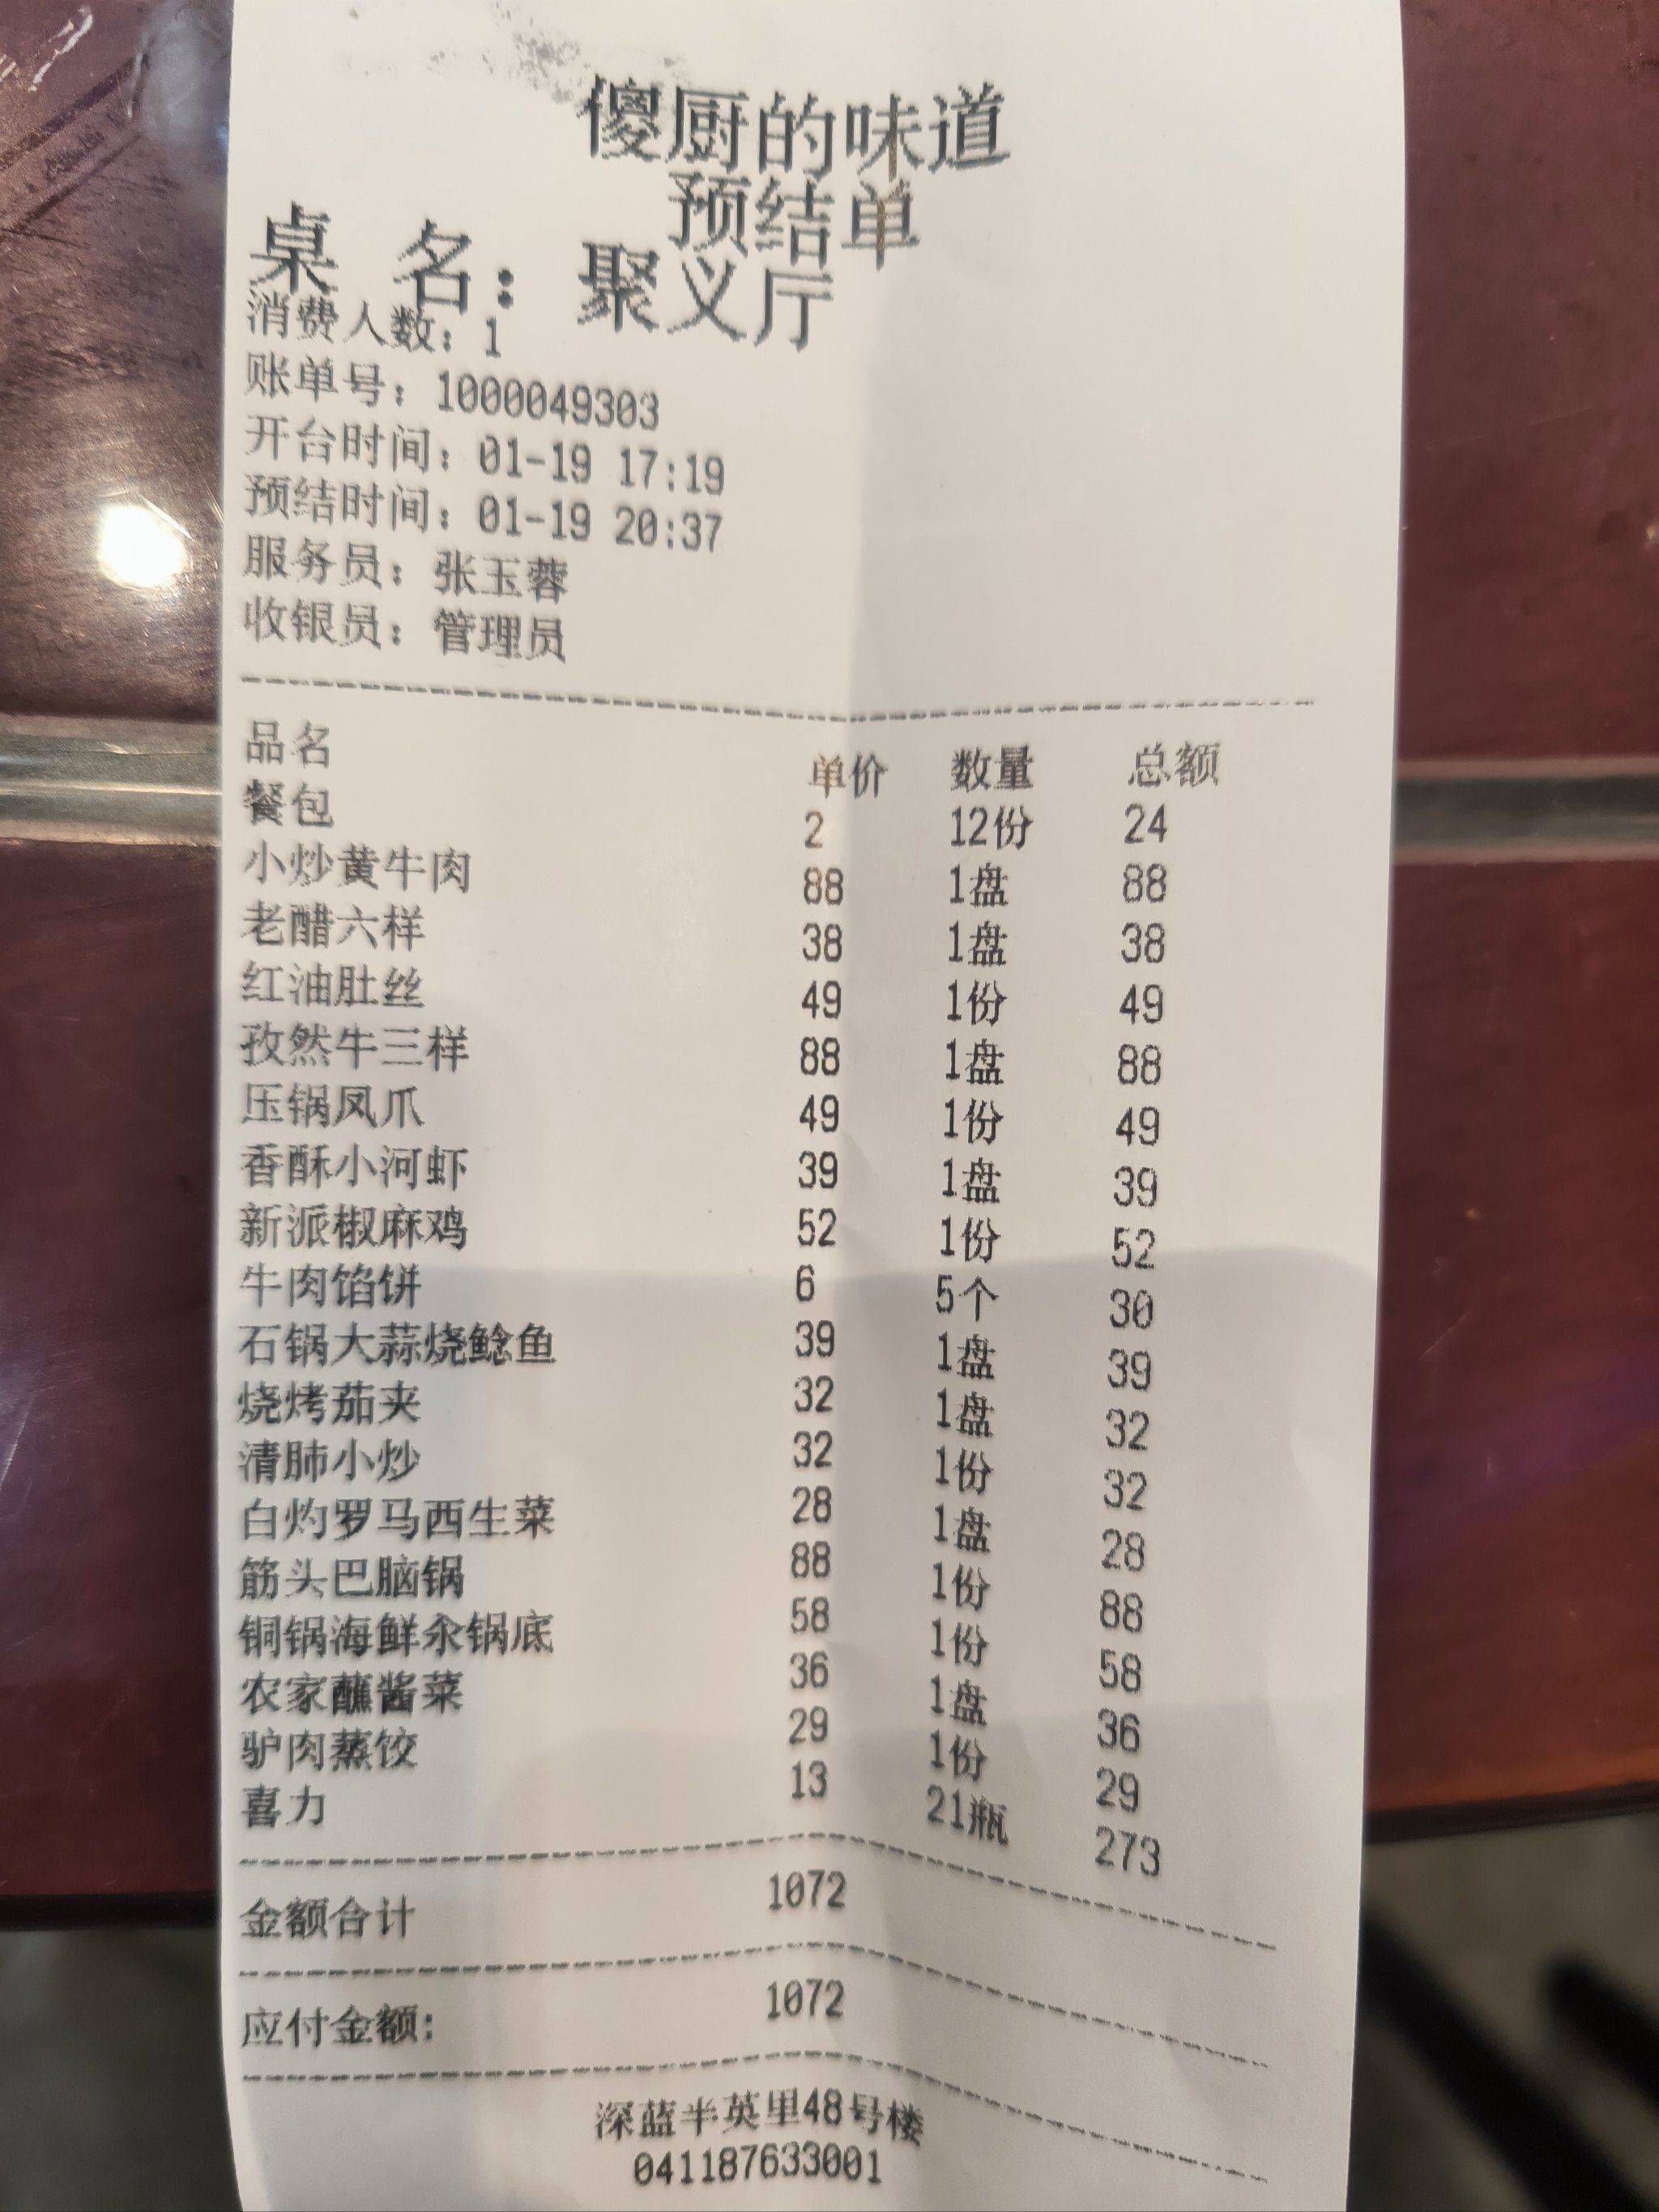 傻厨的味道
预结单
桌 名：聚义厅
消费人数：1
账单号：1000049303
开台时间：01-19 17:19
预结时间：01-19 20:37
服务员：张玉蓉
收银员：管理员
品名 单价 数量 总额
餐包 2 12份 24
小炒黄牛肉 88 1盘 88
老醋六样 38 1盘 38
红油肚丝 49 1份 49
孜然牛三样 88 1盘 88
压锅凤爪 49 1份 49
香酥小河虾 39 1盘 39
新派椒麻鸡 52 1份 52
牛肉馅饼 6 5个 30
石锅大蒜烧鲶鱼 39 1盘 39
烧烤茄夹 32 1盘 32
清肺小炒 32 1份 32
白灼罗马西生菜 28 1盘 28
筋头巴脑锅 88 1份 88
铜锅海鲜汆锅底 58 1份 58
农家蘸酱菜 36 1盘 36
驴肉蒸饺 29 1份 29
喜力 13 21瓶 273
金额合计 1072
应付金额: 1072
深蓝半英里48号楼
041187633001